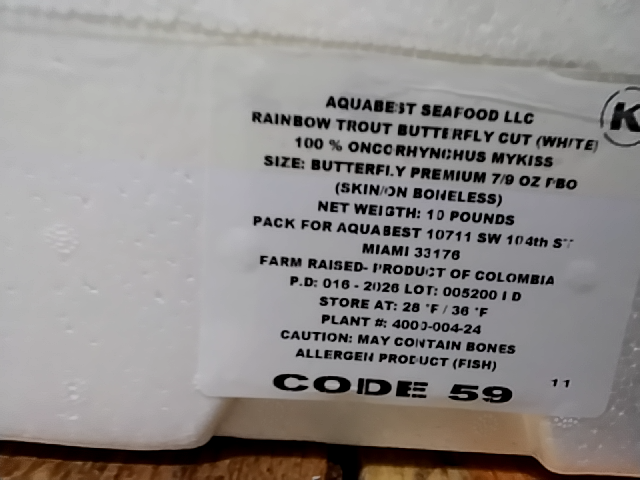 AQUABEST SEAFOOD LLC
RAINBOW TROUT BUTTERFLY CUT (WHITE)
100 % ONCORHYNCHUS MYKISS
SIZE: BUTTERFLY PREMIUM 7/9 OZ PBO
(SKIN/ON BONELESS)
NET WEIGTH: 10 POUNDS
PACK FOR AQUABEST 10711 SW 104th ST
MIAMI 33176
FARM RAISED- PRODUCT OF COLOMBIA
P.D: 016 - 2026 LOT: 005200 I D
STORE AT: 28 °F / 36 °F
PLANT #: 4000-004-24
CAUTION: MAY CONTAIN BONES
ALLERGEN PRODUCT (FISH)
CODE 59 11
K